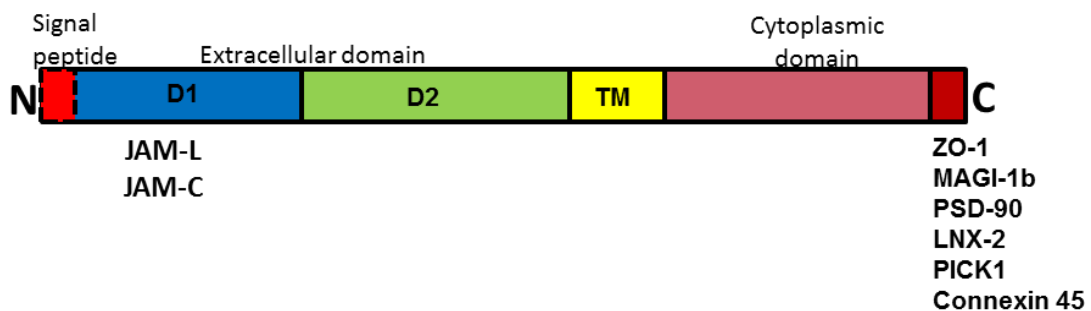 Signal
peptide
Extracellular domain
Cytoplasmic
domain
N
D1
D2
TM
C
JAM-L
JAM-C
ZO-1
MAGI-1b
PSD-90
LNX-2
PICK1
Connexin 45